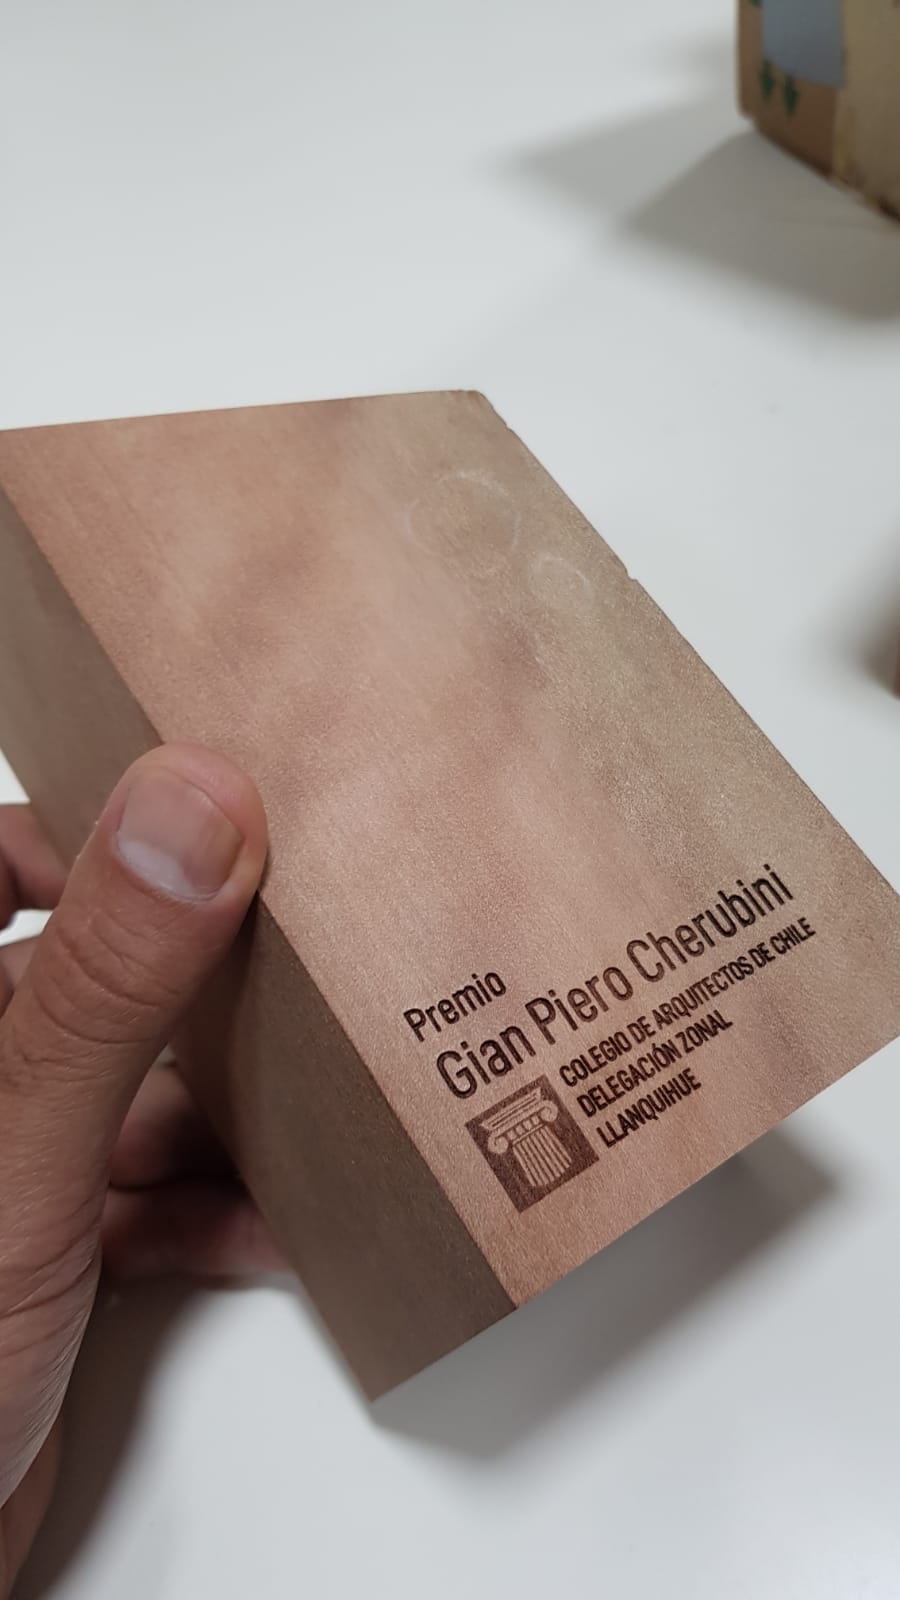 Premio
Gian Piero Cherubini
COLEGIO DE ARQUITECTOS DE CHILE
DELEGACIÓN ZONAL
LLANQUIHUE